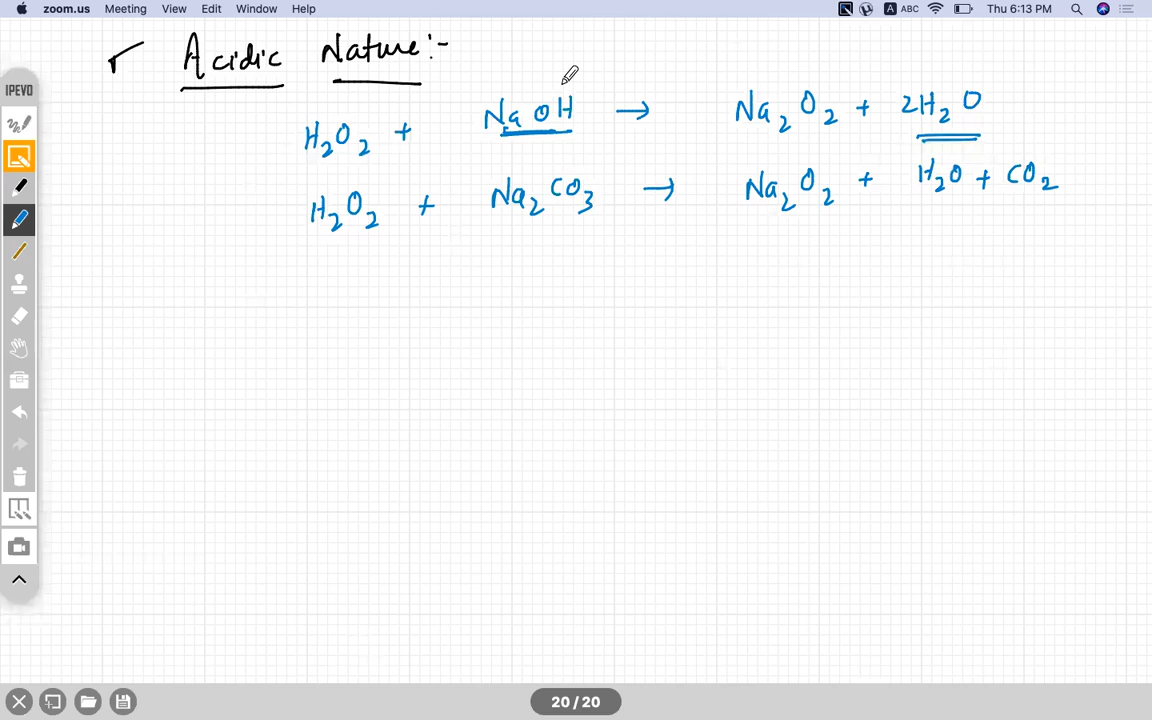 zoom.us Meeting View Edit Window Help A ABC Thu 6:13 PM
IPEVO
Acidic Nature:-
H₂O₂ + NaOH → Na₂O₂ + 2H₂O
H₂O₂ + Na₂CO₃ → Na₂O₂ + H₂O + CO₂
20 / 20